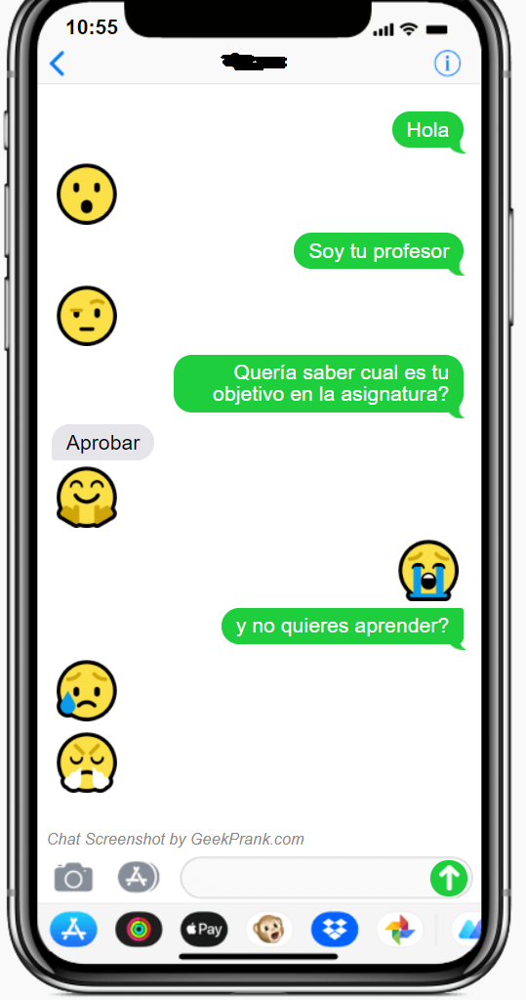 10:55
Hola
Soy tu profesor
Quería saber cual es tu
objetivo en la asignatura?
Aprobar
y no quieres aprender?
Chat Screenshot by GeekPrank.com
Pay